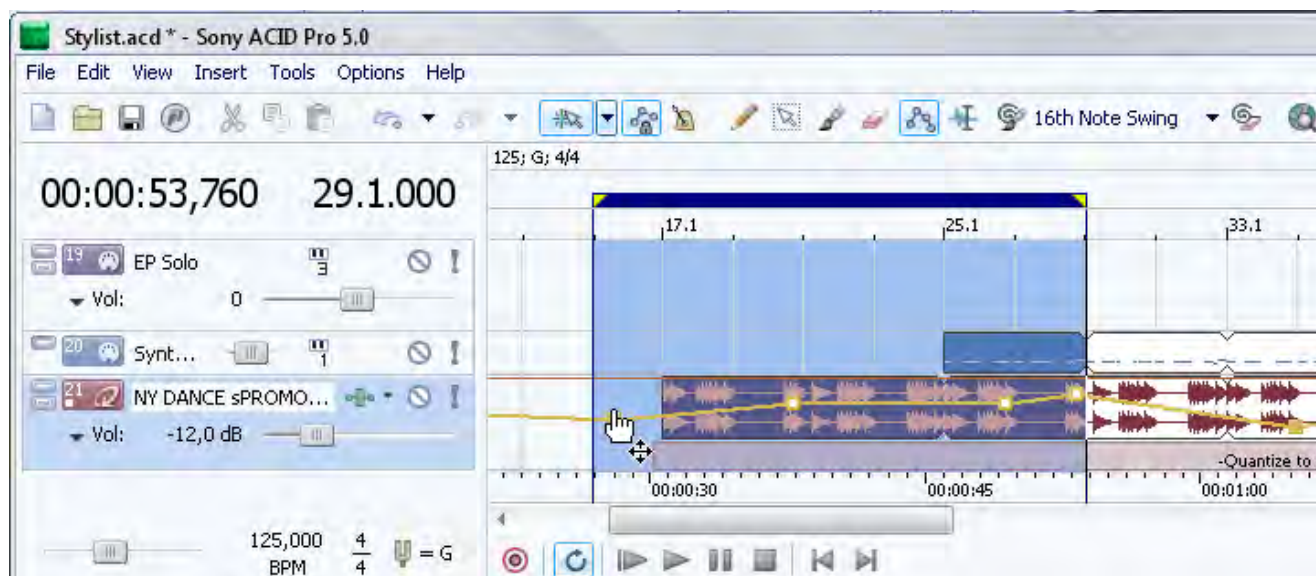 Stylist.acd * - Sony ACID Pro 5.0
File Edit View Insert Tools Options Help
16th Note Swing
125; G; 4/4
00:00:53,760 29.1.000
17.1 25.1 33.1
19 EP Solo 3
Vol: 0
20 Synt... 1
21 NY DANCE sPROMO...
Vol: -12,0 dB
-Quantize to
00:00:30 00:00:45 00:01:00
125,000 4 = G
BPM 4